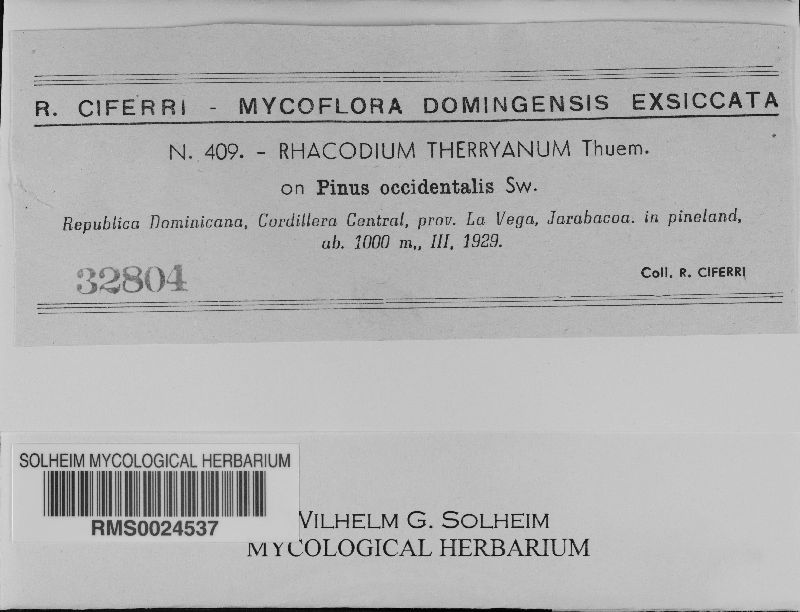 R. CIFERRI - MYCOFLORA DOMINGENSIS EXSICCATA
N. 409. - RHACODIUM THERRYANUM Thuem.
on Pinus occidentalis Sw.
Republica Dominicana, Cordillera Central, prov. La Vega, Jarabacoa. in pineland,
ab. 1000 m,, III, 1929.
32804
Coll. R. CIFERRI
SOLHEIM MYCOLOGICAL HERBARIUM
RMS0024537
WILHELM G. SOLHEIM
MYCOLOGICAL HERBARIUM